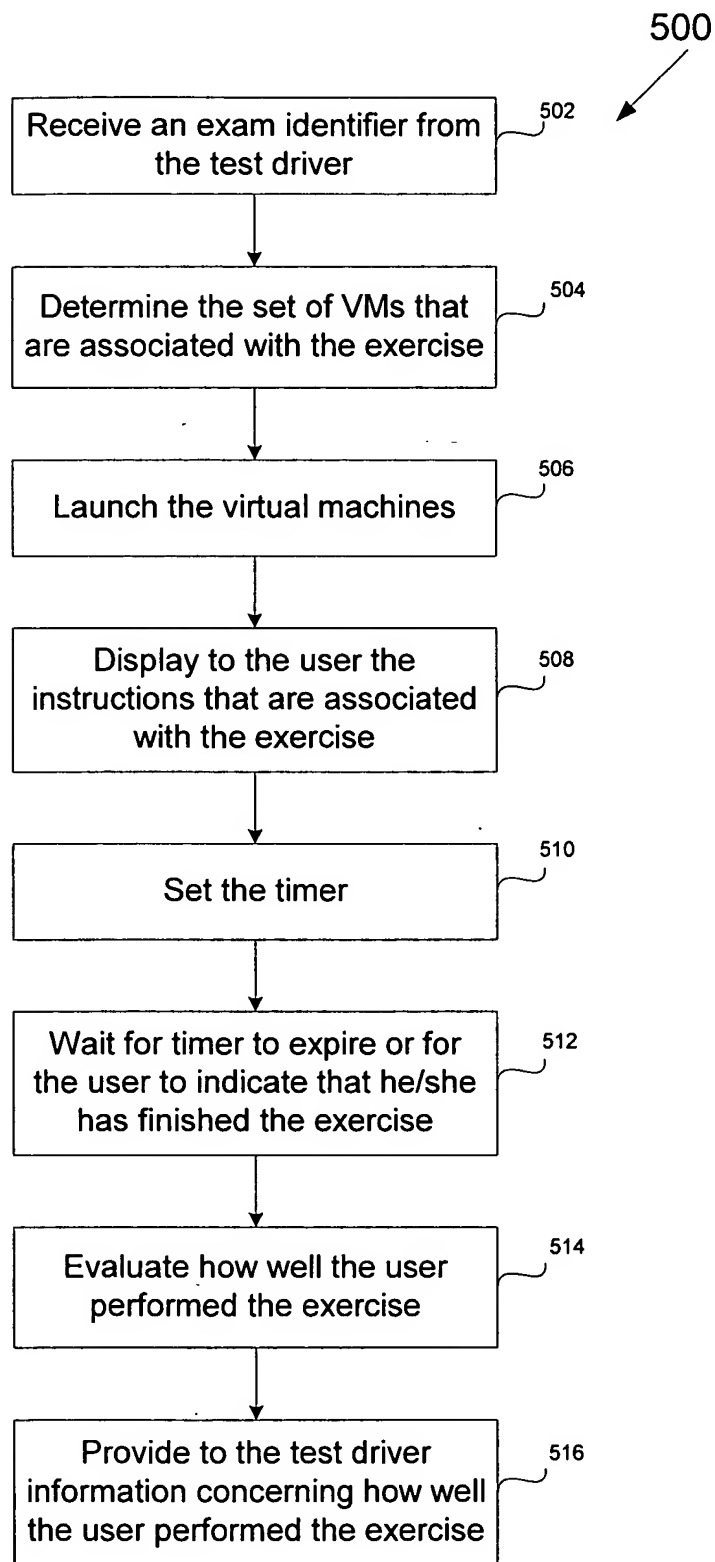 500
Receive an exam identifier from
the test driver
502
Determine the set of VMs that
are associated with the exercise
504
Launch the virtual machines
506
Display to the user the
instructions that are associated
with the exercise
508
Set the timer
510
Wait for timer to expire or for
the user to indicate that he/she
has finished the exercise
512
Evaluate how well the user
performed the exercise
514
Provide to the test driver
information concerning how well
the user performed the exercise
516